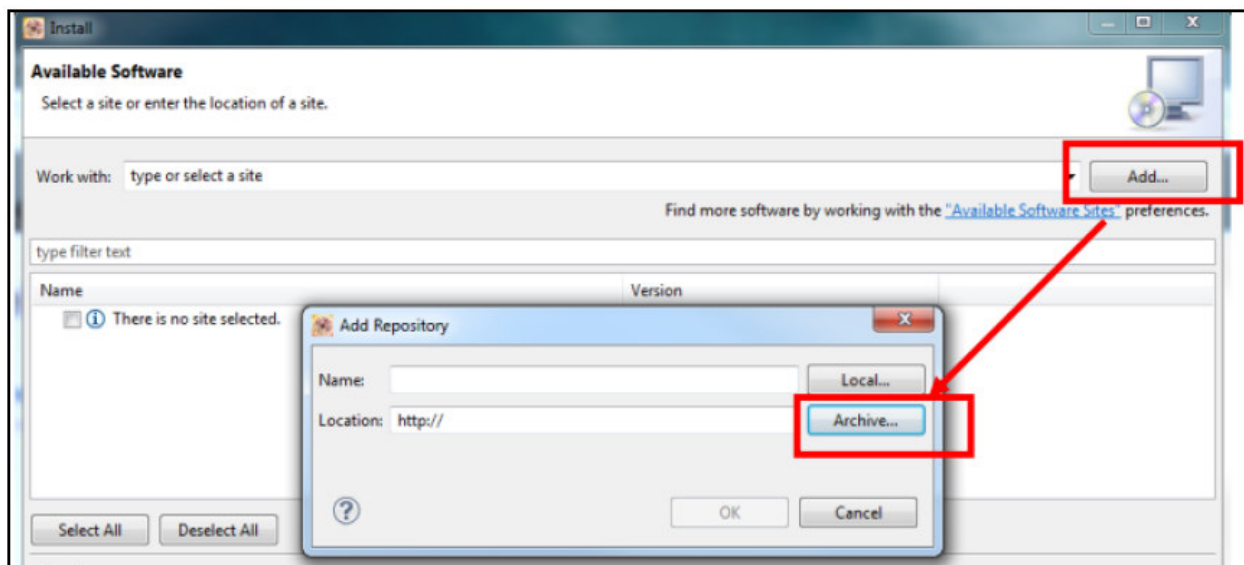 Install
Available Software
Select a site or enter the location of a site.
Work with: type or select a site Add...
Find more software by working with the "Available Software Sites" preferences.
type filter text
Name Version
There is no site selected.
Add Repository
Name: Local...
Location: http:// Archive...
OK Cancel
Select All Deselect All